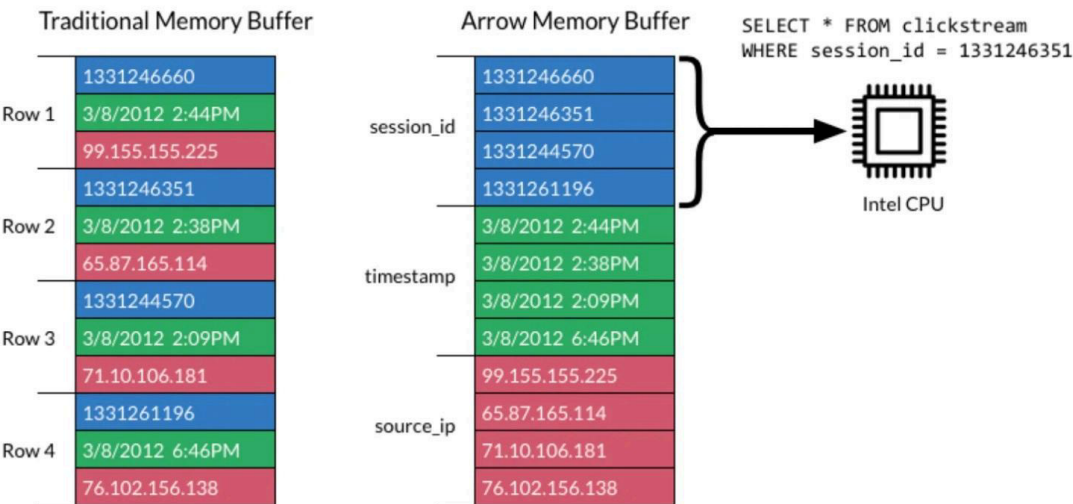 Traditional Memory Buffer
Row 1
1331246660
3/8/2012 2:44PM
99.155.155.225
Row 2
1331246351
3/8/2012 2:38PM
65.87.165.114
Row 3
1331244570
3/8/2012 2:09PM
71.10.106.181
Row 4
1331261196
3/8/2012 6:46PM
76.102.156.138
Arrow Memory Buffer
session_id
1331246660
1331246351
1331244570
1331261196
timestamp
3/8/2012 2:44PM
3/8/2012 2:38PM
3/8/2012 2:09PM
3/8/2012 6:46PM
source_ip
99.155.155.225
65.87.165.114
71.10.106.181
76.102.156.138
SELECT * FROM clickstream
WHERE session_id = 1331246351
Intel CPU